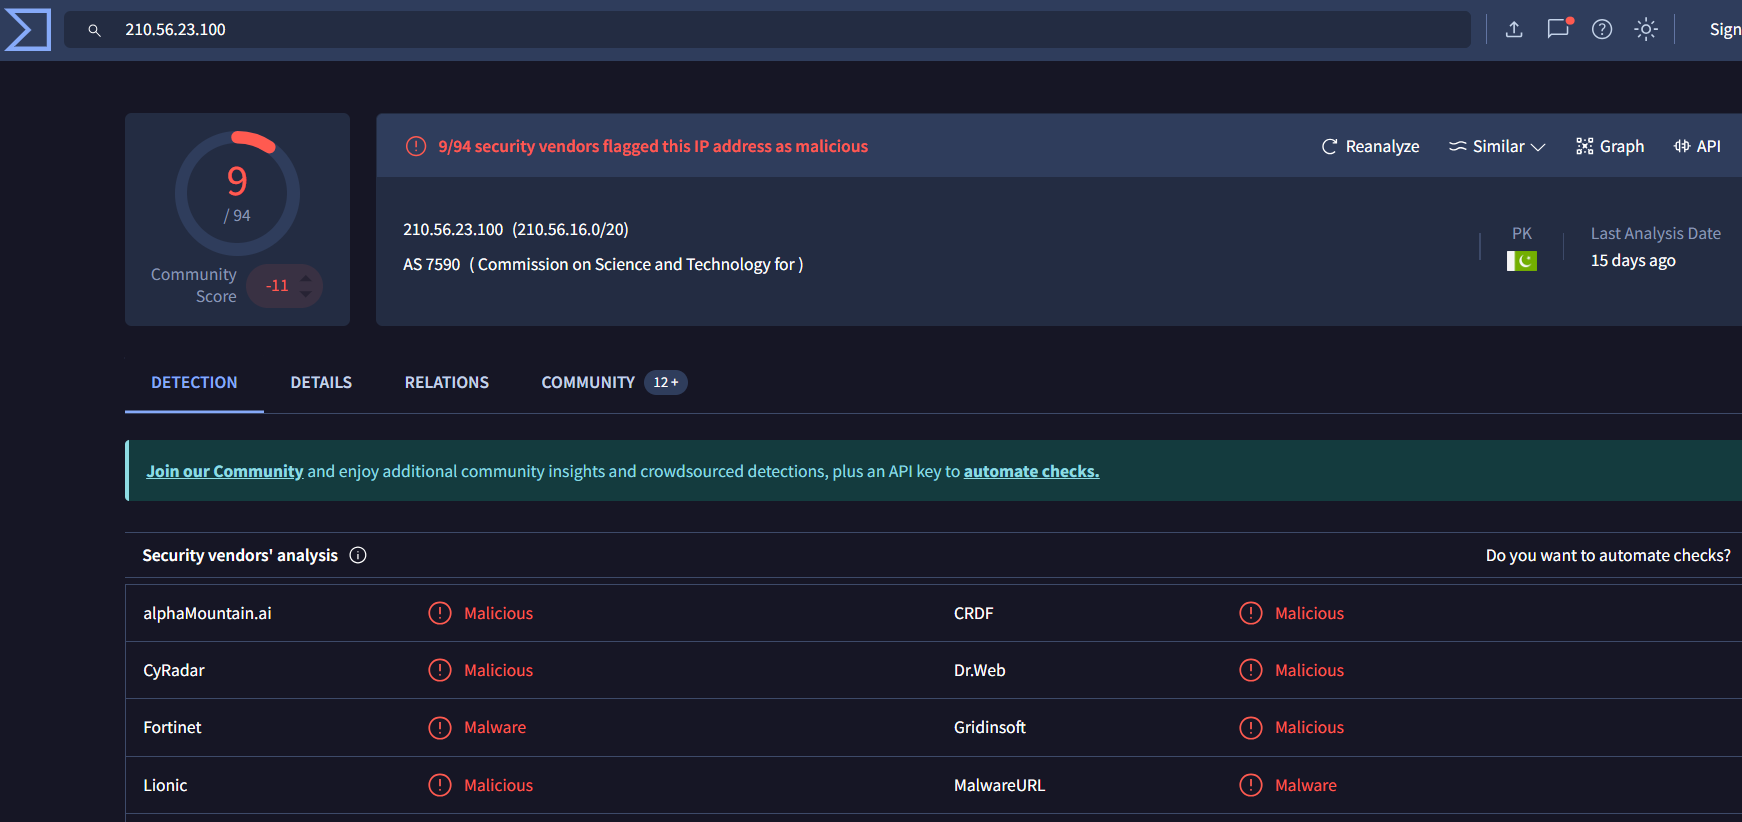 210.56.23.100
Sign
9
/ 94
Community
Score
-11
9/94 security vendors flagged this IP address as malicious
Reanalyze Similar Graph API
210.56.23.100 (210.56.16.0/20)
AS 7590 ( Commission on Science and Technology for )
PK
Last Analysis Date
15 days ago
DETECTION DETAILS RELATIONS COMMUNITY 12+
Join our Community and enjoy additional community insights and crowdsourced detections, plus an API key to automate checks.
Security vendors' analysis Do you want to automate checks?
alphaMountain.ai Malicious CRDF Malicious
CyRadar Malicious Dr.Web Malicious
Fortinet Malware Gridinsoft Malicious
Lionic Malicious MalwareURL Malware